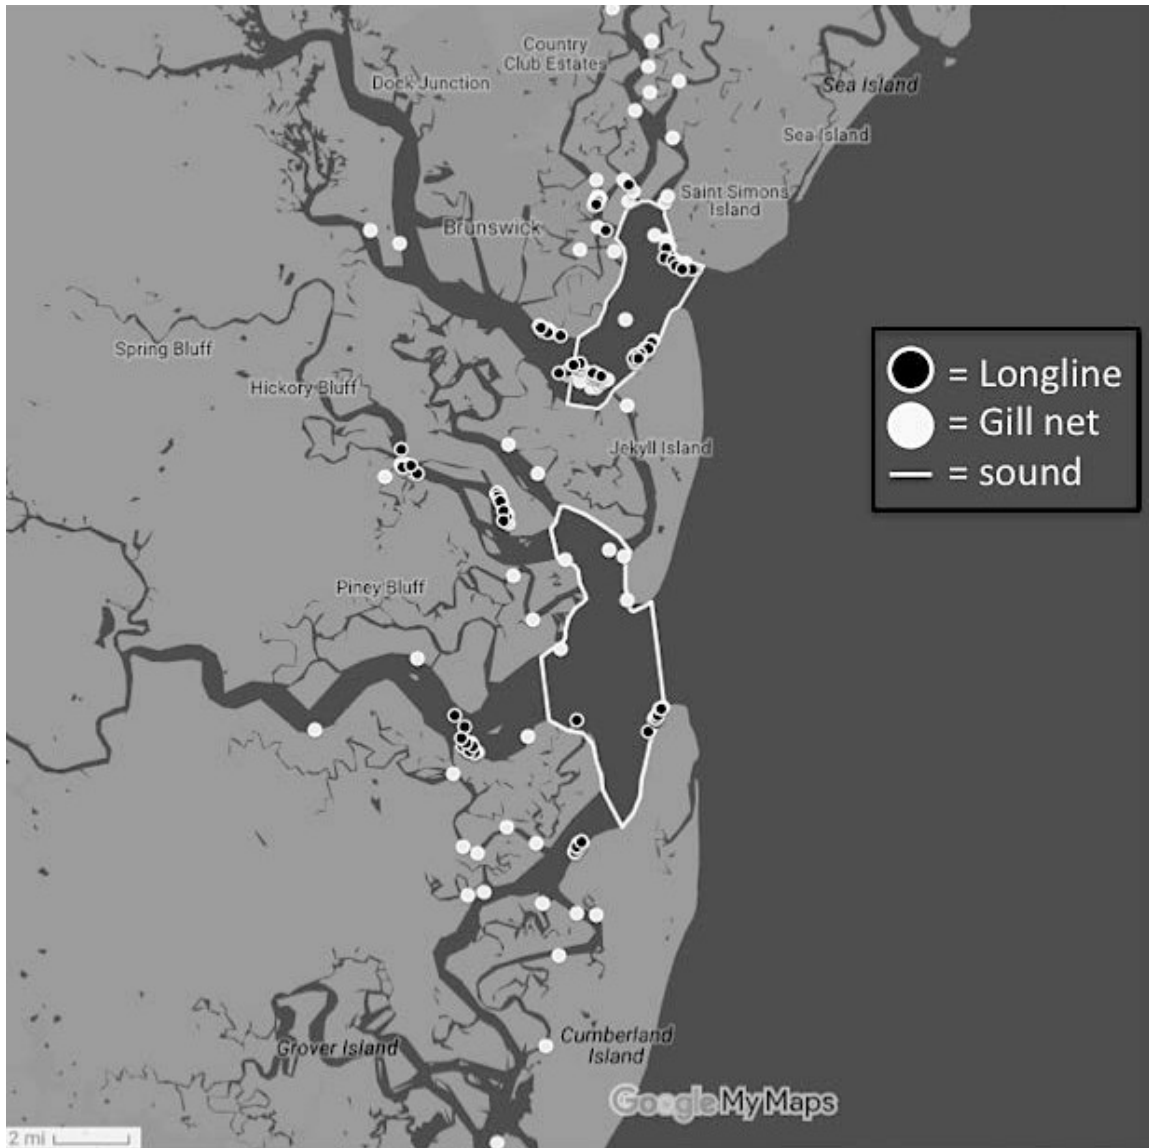 Country
Club Estates
Dock Junction
Sea Island
Sea Island
Saint Simons
Island
Brunswick
Spring Bluff
Hickory Bluff
= Longline
= Gill net
= sound
Jekyll Island
Piney Bluff
Cumberland
Island
Grover Island
Google My Maps
2 mi